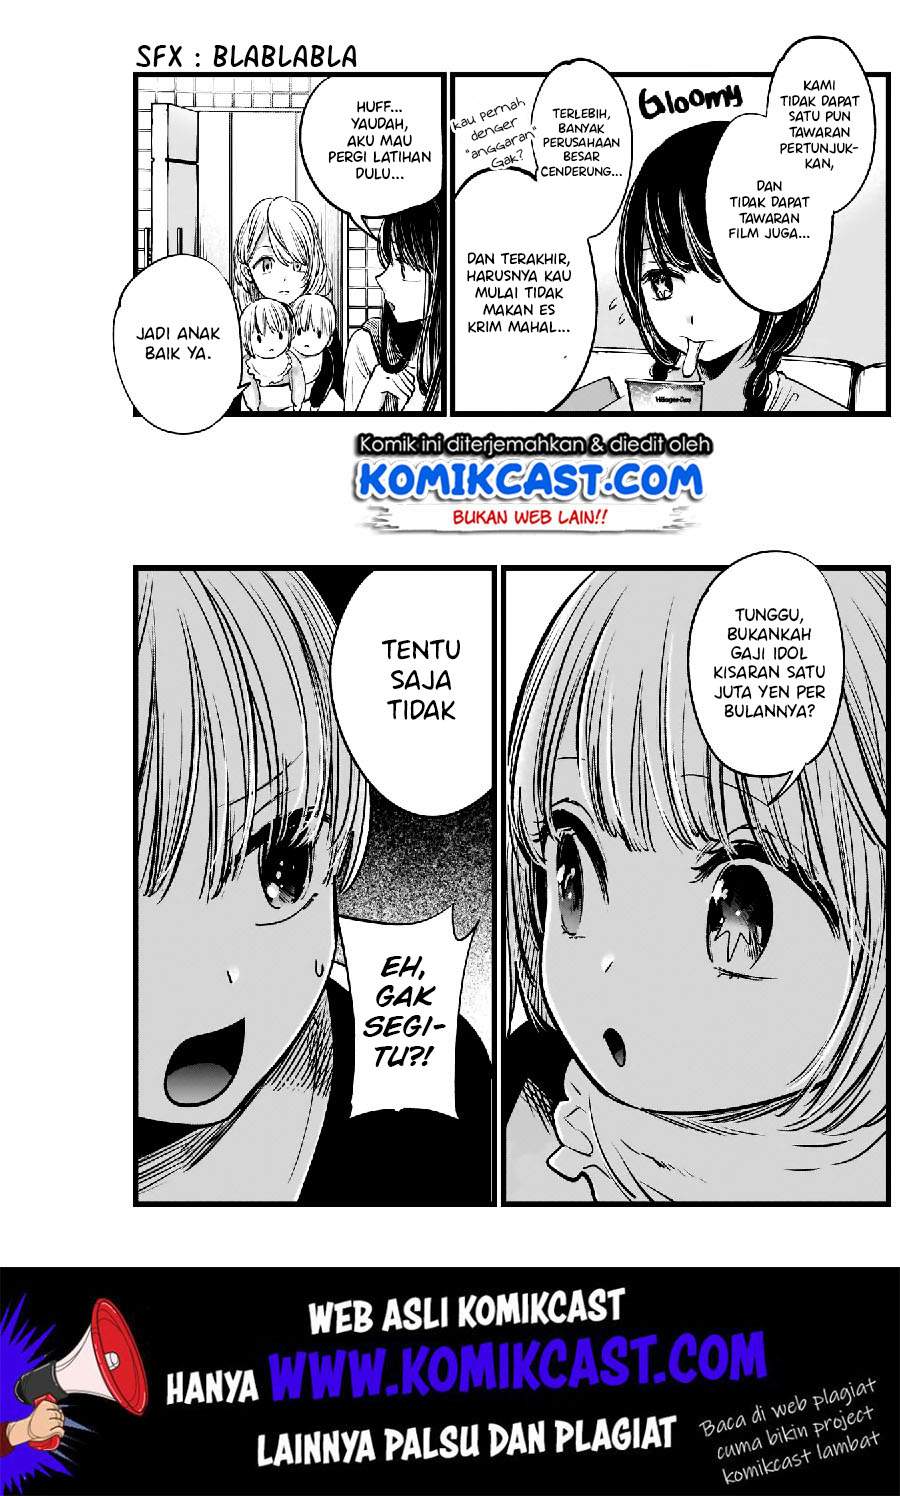 SFX : BLABLABLA
KAMI
TIDAK DAPAT
SATU PUN
TAWARAN
PERTUNJUK-
KAN,
DAN
TIDAK DAPAT
TAWARAN
FILM JUGA...
Gloomy
TERLEBIH,
BANYAK
PERUSAHAAN
BESAR
CENDERUNG...
kau pernah
denger
"anggaran"
Gak?
DAN TERAKHIR,
HARUSNYA KAU
MULAI TIDAK
MAKAN ES
KRIM MAHAL...
HUFF...
YAUDAH,
AKU MAU
PERGI LATIHAN
DULU...
JADI ANAK
BAIK YA.
Komik ini diterjemahkan & diedit oleh
KOMIKCAST.COM
BUKAN WEB LAIN!!
TUNGGU,
BUKANKAH
GAJI IDOL
KISARAN SATU
JUTA YEN PER
BULANNYA?
TENTU
SAJA
TIDAK
EH,
GAK
SEGI-
TU?!
WEB ASLI KOMIKCAST
HANYA WWW.KOMIKCAST.COM
LAINNYA PALSU DAN PLAGIAT
Baca di web plagiat
cuma bikin project
komikcast lambat